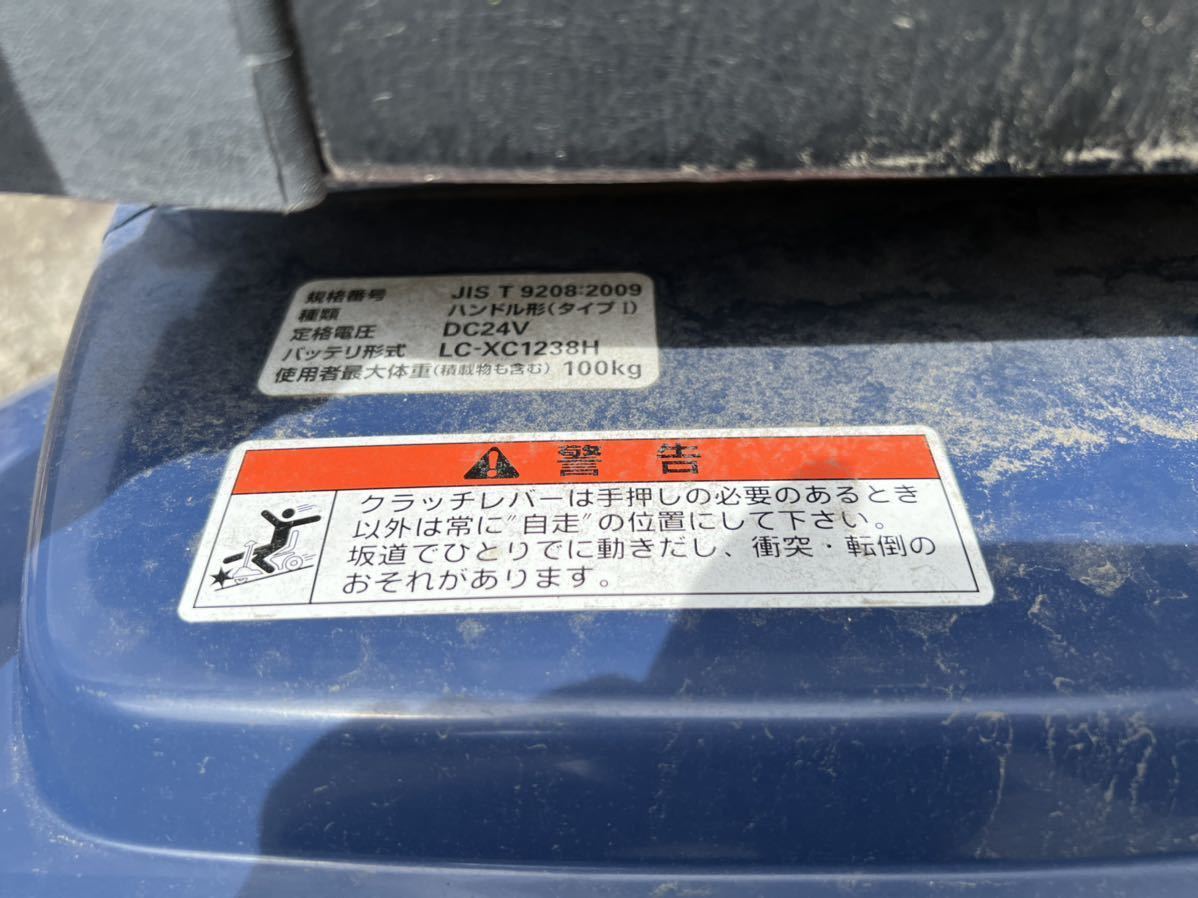 規格番号 JIS T 9208:2009
種類 ハンドル形(タイプⅠ)
定格電圧 DC24V
バッテリ形式 LC-XC1238H
使用者最大体重(積載物も含む) 100kg
警告
クラッチレバーは手押しの必要のあるとき
以外は常に"自走"の位置にして下さい。
坂道でひとりでに動きだし、衝突・転倒の
おそれがあります。